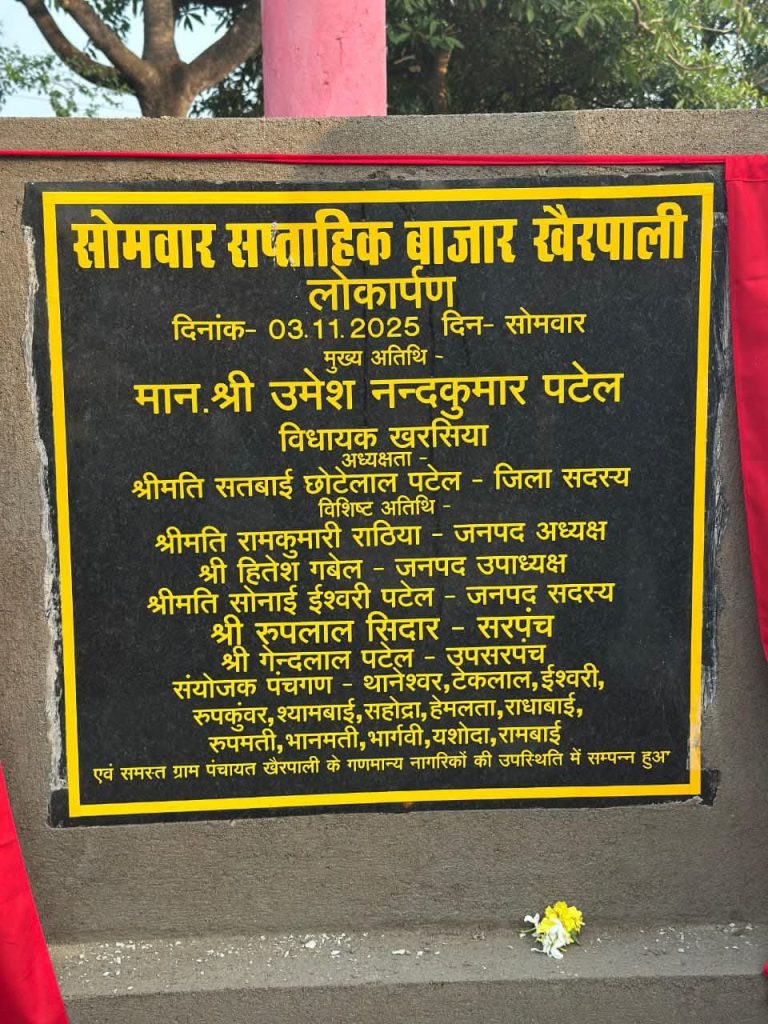 सोमवार सप्ताहिक बाजार खैरपाली
लोकार्पण
दिनांक- 03.11.2025 दिन- सोमवार
मुख्य अतिथि -
मान.श्री उमेश नन्दकुमार पटेल
विधायक खरसिया
अध्यक्षता -
श्रीमति सतबाई छोटेलाल पटेल - जिला सदस्य
विशिष्ट अतिथि -
श्रीमति रामकुमारी राठिया - जनपद अध्यक्ष
श्री हितेश गबेल - जनपद उपाध्यक्ष
श्रीमति सोनाई ईश्वरी पटेल - जनपद सदस्य
श्री रुपलाल सिदार - सरपंच
श्री गेन्दलाल पटेल - उपसरपंच
संयोजक पंचगण - थानेश्वर,टेकलाल,ईश्वरी,
रुपकुंवर,श्यामबाई,सहोद्रा,हेमलता,राधाबाई,
रुपमती,भानमती,भार्गवी,यशोदा,रामबाई
एवं समस्त ग्राम पंचायत खैरपाली के गणमान्य नागरिकों की उपस्थिति में सम्पन्न हुआ